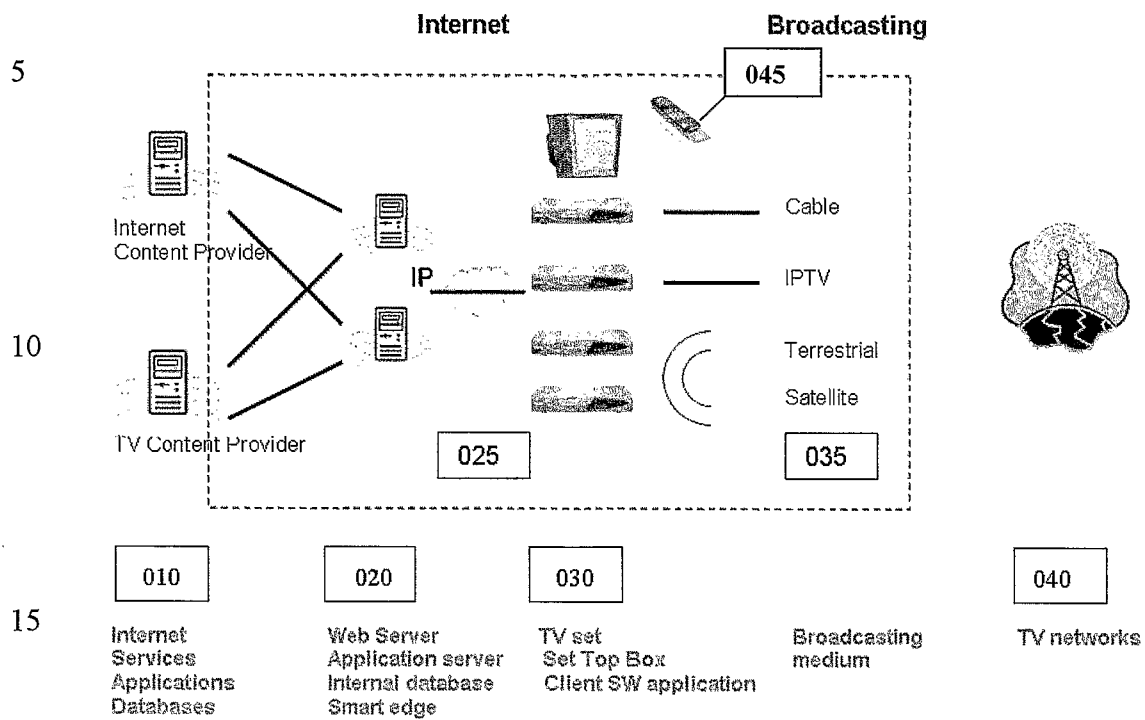 Internet
Broadcasting
5
045
Internet
Content Provider
Cable
IP
IPTV
10
Terrestrial
Satellite
TV Content Provider
025
035
010
020
030
040
15
Internet
Services
Applications
Databases
Web Server
Application server
Internal database
Smart edge
TV set
Set Top Box
Client SW application
Broadcasting
medium
TV networks